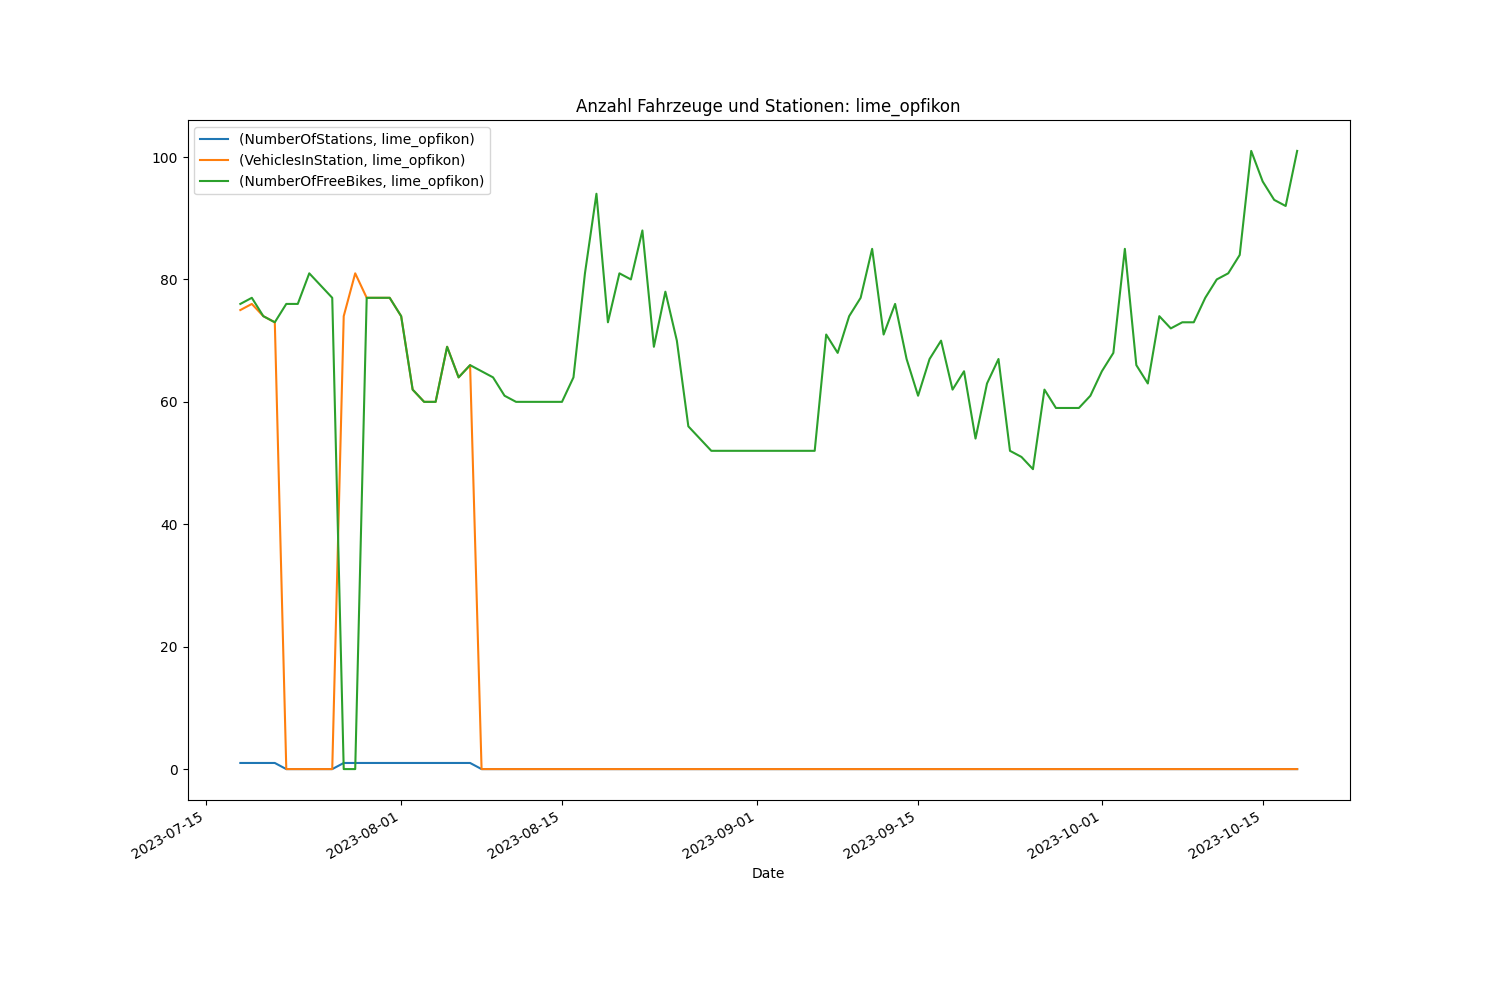 Anzahl Fahrzeuge und Stationen: lime_opfikon
(NumberOfStations, lime_opfikon)
(VehiclesInStation, lime_opfikon)
(NumberOfFreeBikes, lime_opfikon)
100
80
60
40
20
0
2023-07-15
2023-08-01
2023-08-15
2023-09-01
2023-09-15
2023-10-01
2023-10-15
Date